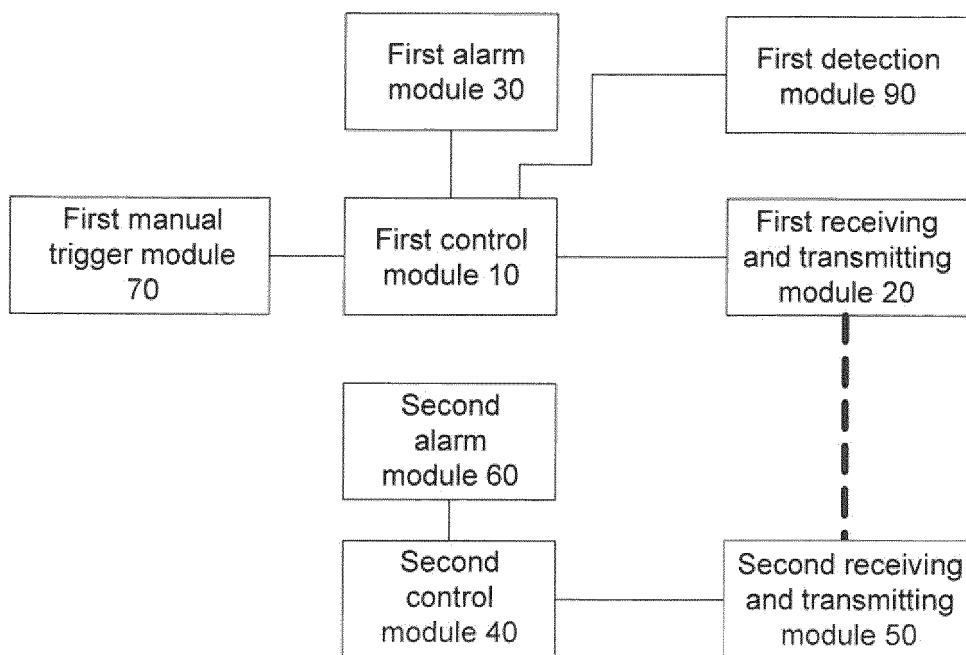 First alarm
module 30
First detection
module 90
First manual
trigger module
70
First control
module 10
First receiving
and transmitting
module 20
Second
alarm
module 60
Second
control
module 40
Second receiving
and transmitting
module 50